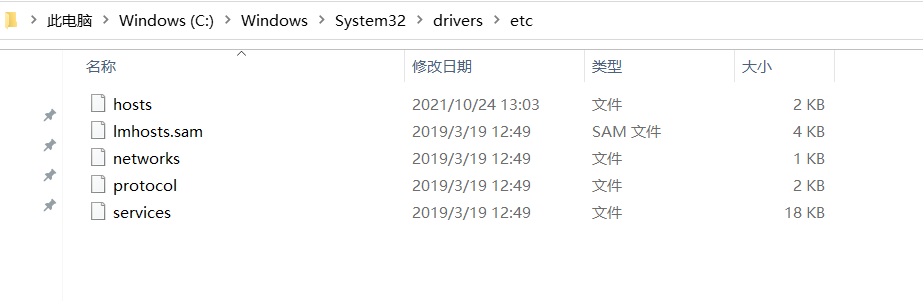 此电脑 > Windows (C:) > Windows > System32 > drivers > etc
名称 修改日期 类型 大小
hosts 2021/10/24 13:03 文件 2 KB
lmhosts.sam 2019/3/19 12:49 SAM 文件 4 KB
networks 2019/3/19 12:49 文件 1 KB
protocol 2019/3/19 12:49 文件 2 KB
services 2019/3/19 12:49 文件 18 KB